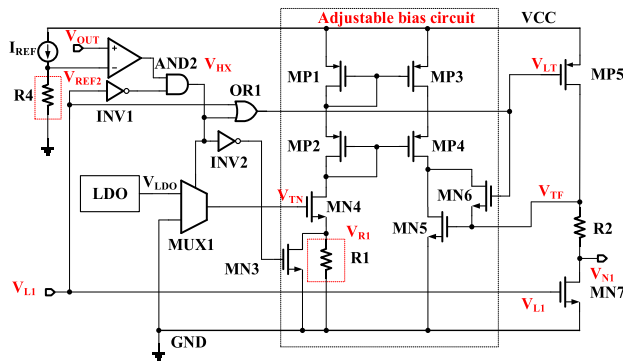 Adjustable bias circuit
VCC
I_REF
V_OUT
AND2
V_HX
MP1
MP3
V_LT
MP5
V_REF2
R4
OR1
INV1
MP2
MP4
INV2
LDO
V_LDO
V_TN
MN4
MN6
V_TF
MUX1
V_R1
MN5
R2
MN3
R1
V_N1
MN7
V_L1
V_L1
GND